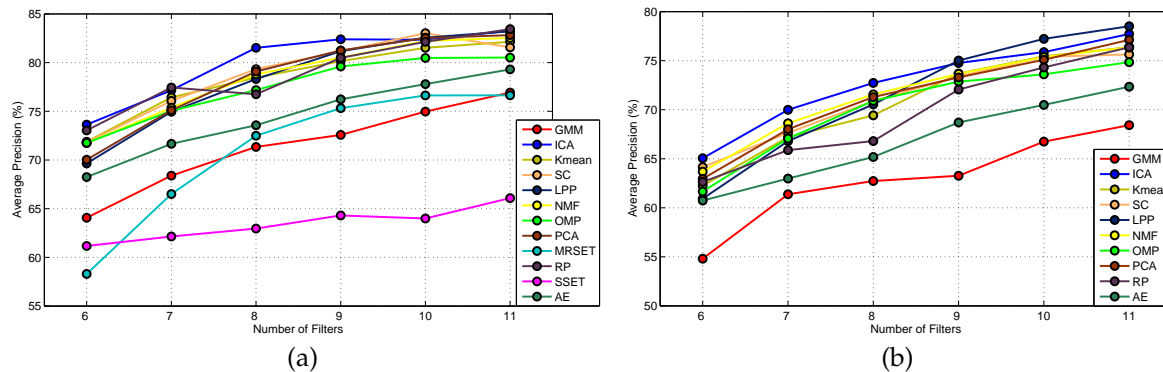 85
80
75
70
65
60
55
Average Precision (%)
6 7 8 9 10 11
Number of Filters
GMM
ICA
Kmean
SC
LPP
NMF
OMP
PCA
MRSET
RP
SSET
AE
(a)
80
75
70
65
60
55
50
Average Precision (%)
6 7 8 9 10 11
Number of Filters
GMM
ICA
Kmean
SC
LPP
NMF
OMP
PCA
RP
AE
(b)